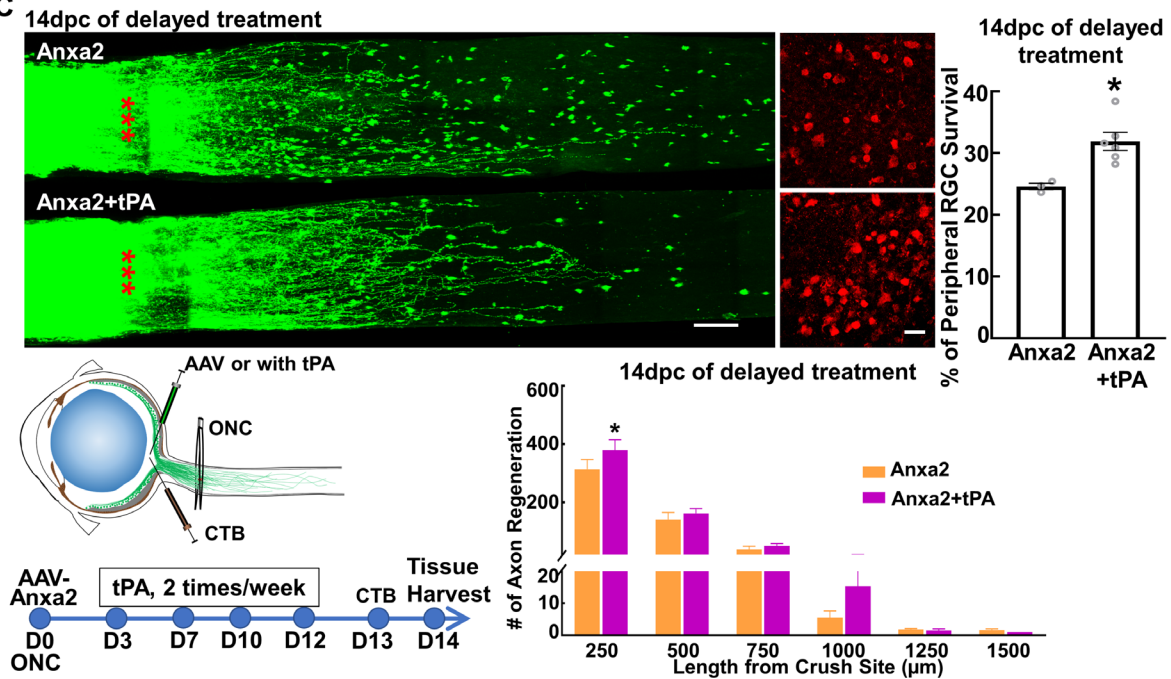 C
14dpc of delayed treatment
Anxa2
***
Anxa2+tPA
***
14dpc of delayed
treatment
% of Peripheral RGC Survival
40
30
20
10
0
*
Anxa2
Anxa2
+tPA
AAV or with tPA
ONC
CTB
AAV-
Anxa2
tPA, 2 times/week
CTB
Tissue
Harvest
D0
D3
D7
D10
D12
D13
D14
ONC
14dpc of delayed treatment
# of Axon Regeneration
600
400
200
20
10
0
*
Anxa2
Anxa2+tPA
250
500
750
1000
1250
1500
Length from Crush Site (μm)